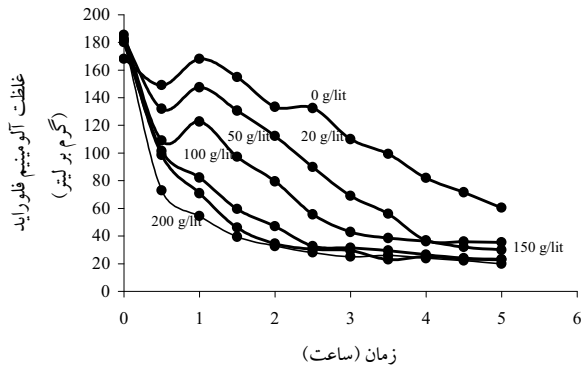 غلظت آلومینیم فلوراید
(گرم بر لیتر)
180
200
160
140
120
100
80
60
40
20
0
0 g/lit
50 g/lit
20 g/lit
100 g/lit
200 g/lit
150 g/lit
0
1
2
3
4
5
6
زمان (ساعت)